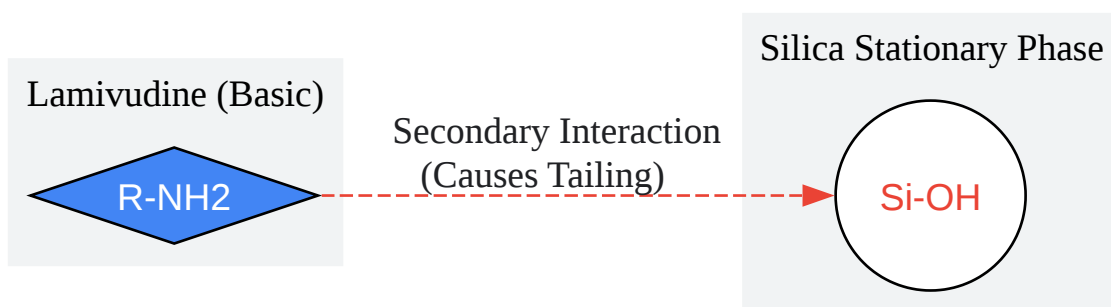 Lamivudine (Basic)
R-NH2
Secondary Interaction
(Causes Tailing)
Silica Stationary Phase
Si-OH